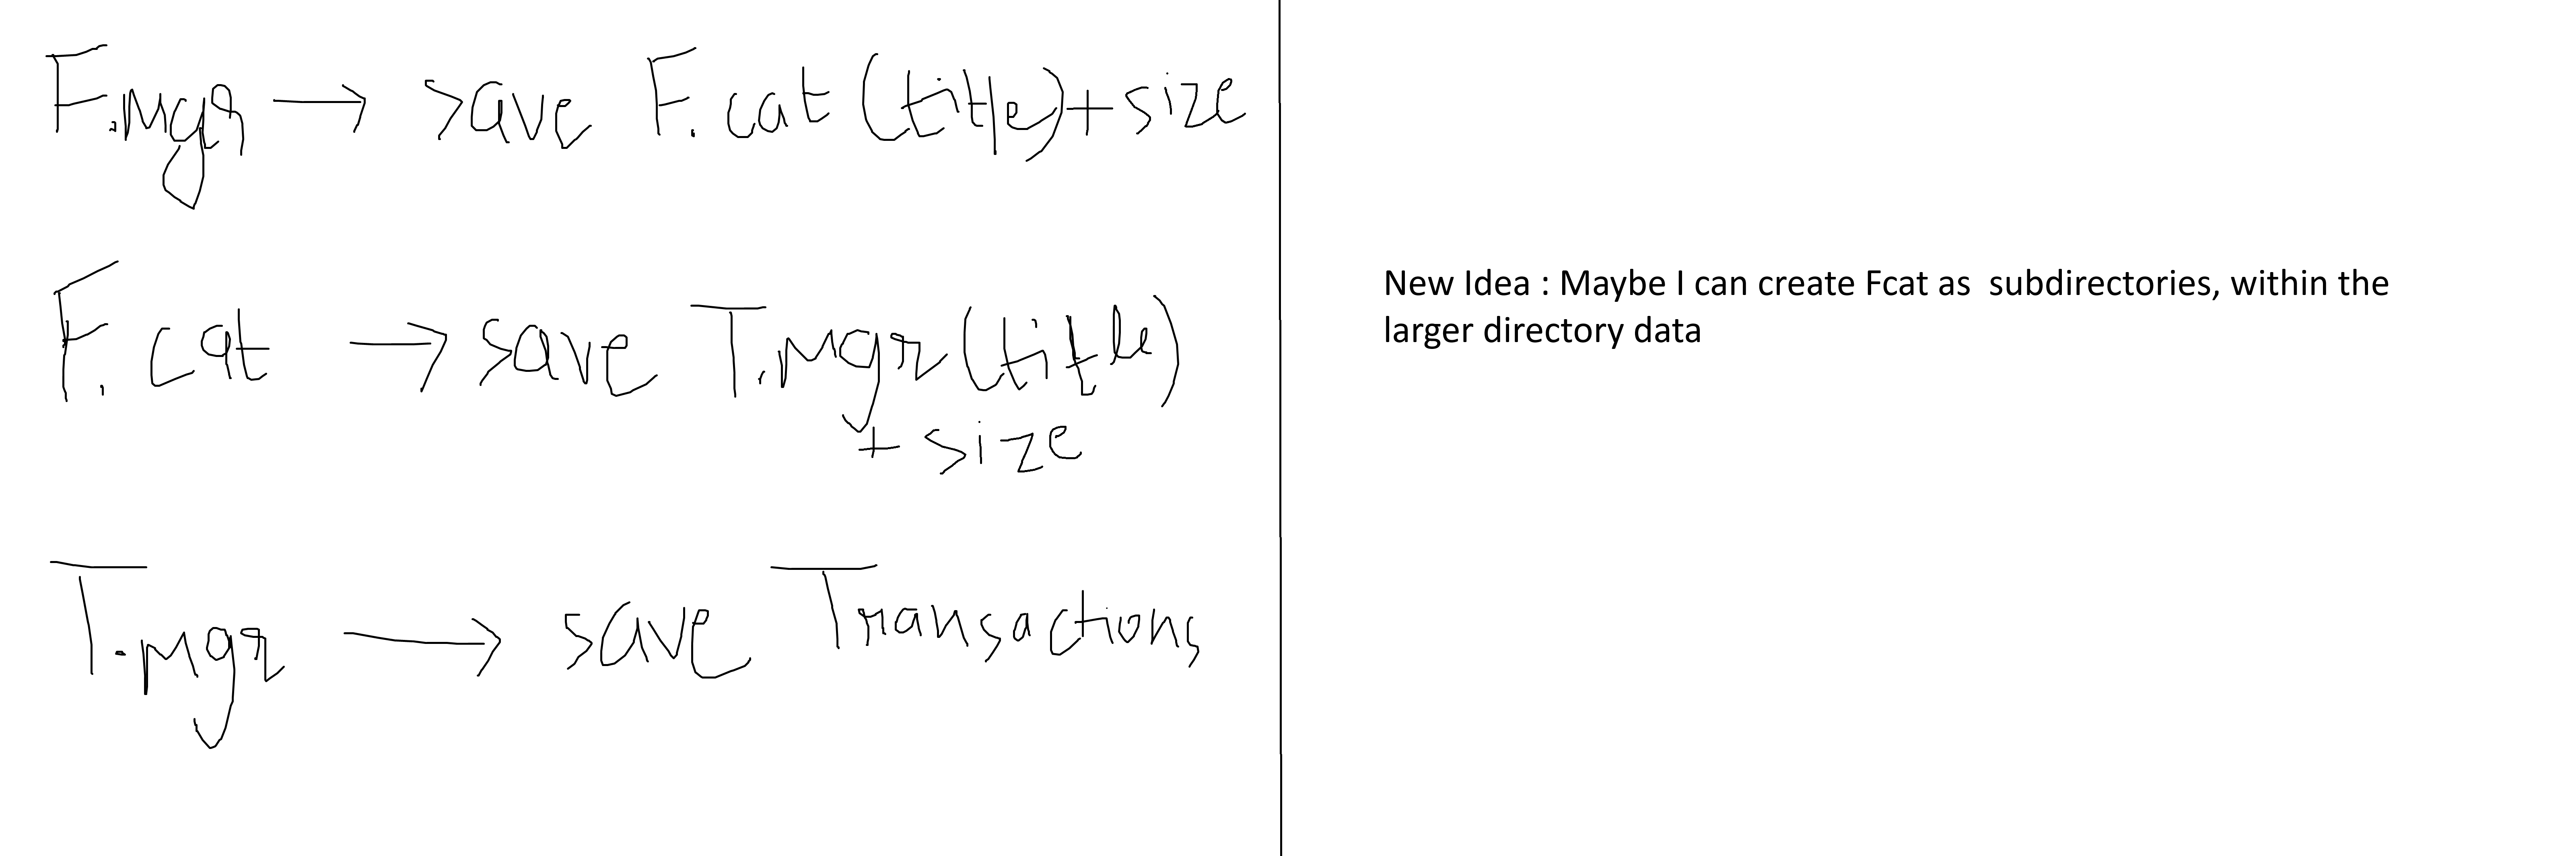 F.mgr → save F.cat (title)+size
F.cat → save T.mgr (title)
+ size
T.mgr → save Transactions
New Idea : Maybe I can create Fcat as  subdirectories, within the
larger directory data